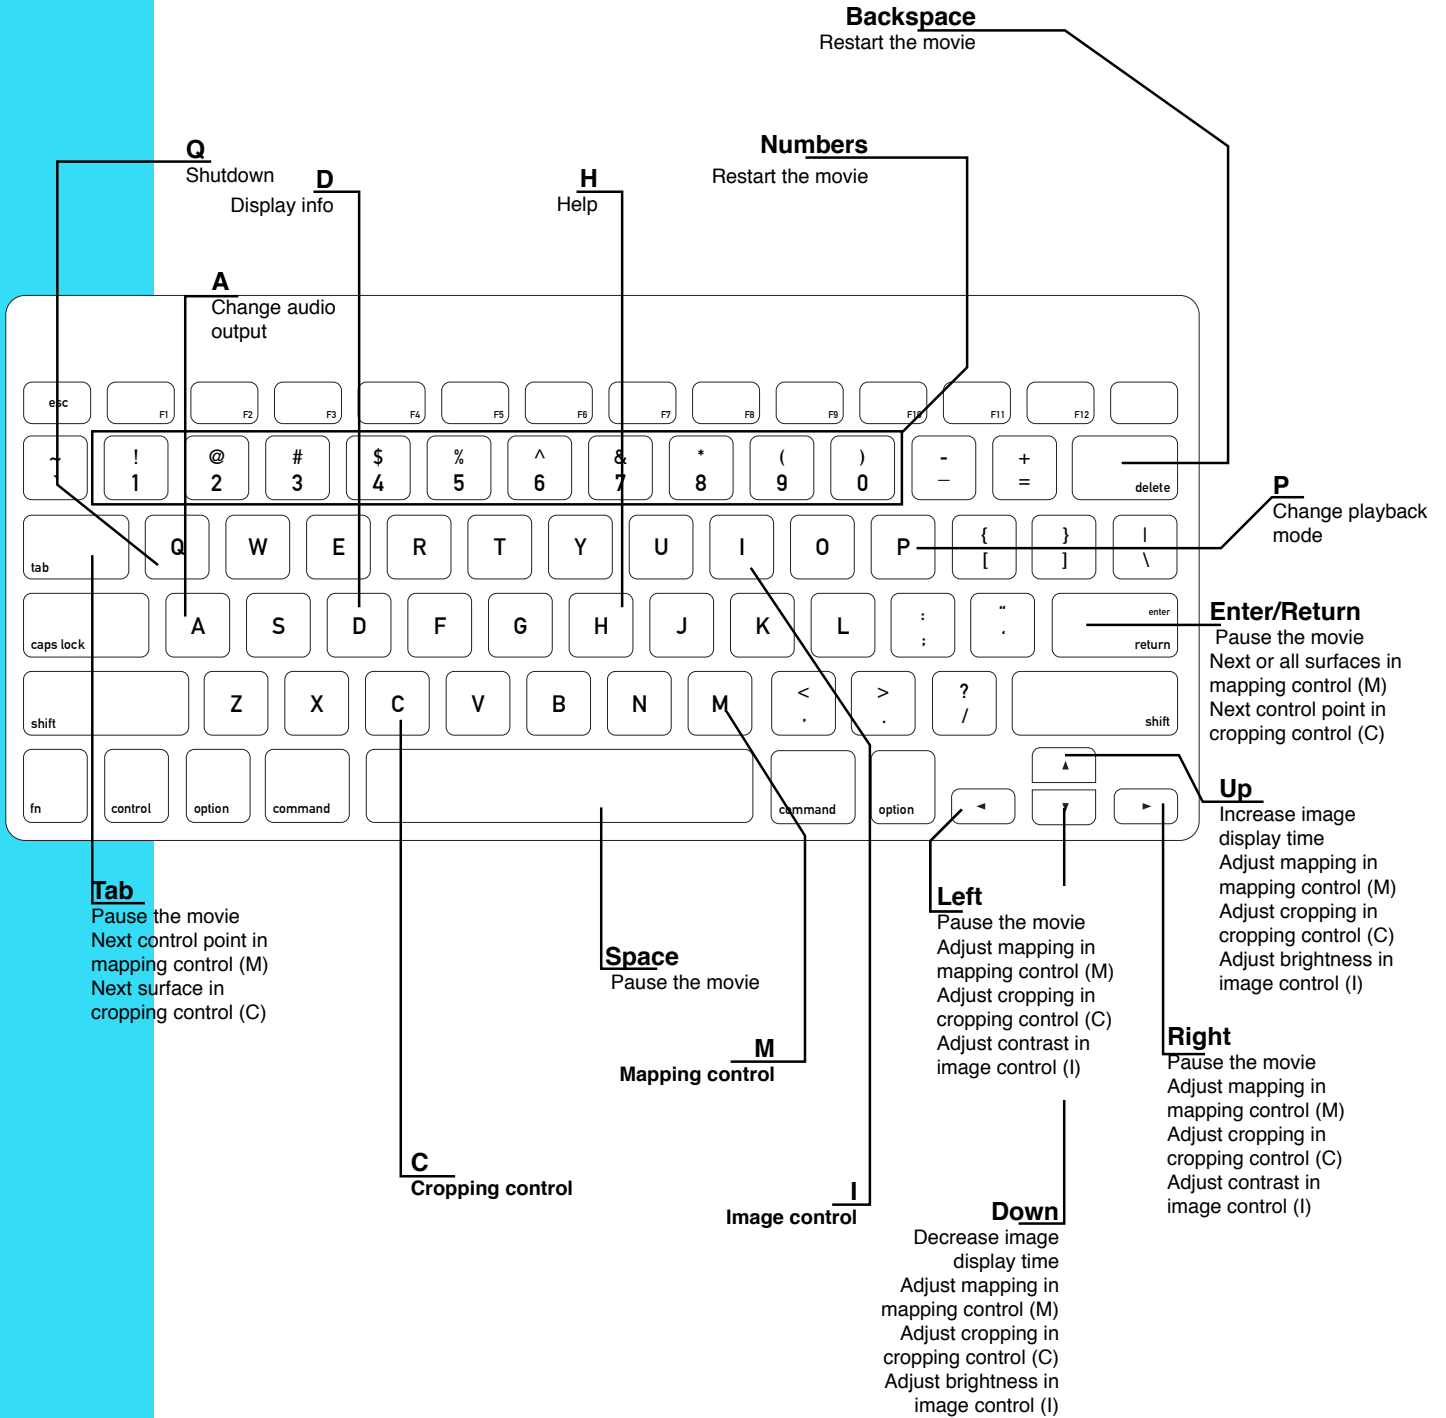 Backspace
Restart the movie
Q
Shutdown
D
Display info
H
Help
Numbers
Restart the movie
A
Change audio
output
esc
F1
F2
F3
F4
F5
F6
F7
F8
F9
F10
F11
F12
~
`
!
1
@
2
#
3
$
4
%
5
^
6
&
7
*
8
(
9
)
0
-
_
+
=
delete
P
Change playback
mode
tab
Q
W
E
R
T
Y
U
I
O
P
{
[
}
]
|
\
caps lock
A
S
D
F
G
H
J
K
L
:
;
“
‘
enter
return
Enter/Return
Pause the movie
Next or all surfaces in
mapping control (M)
Next control point in
cropping control (C)
shift
Z
X
C
V
B
N
M
<
,
>
.
?
/
shift
fn
control
option
command
command
option
◄
▲
▼
►
Up
Increase image
display time
Adjust mapping in
mapping control (M)
Adjust cropping in
cropping control (C)
Adjust brightness in
image control (I)
Tab
Pause the movie
Next control point in
mapping control (M)
Next surface in
cropping control (C)
Space
Pause the movie
Left
Pause the movie
Adjust mapping in
mapping control (M)
Adjust cropping in
cropping control (C)
Adjust contrast in
image control (I)
M
Mapping control
Right
Pause the movie
Adjust mapping in
mapping control (M)
Adjust cropping in
cropping control (C)
Adjust contrast in
image control (I)
C
Cropping control
I
Image control
Down
Decrease image
display time
Adjust mapping in
mapping control (M)
Adjust cropping in
cropping control (C)
Adjust brightness in
image control (I)